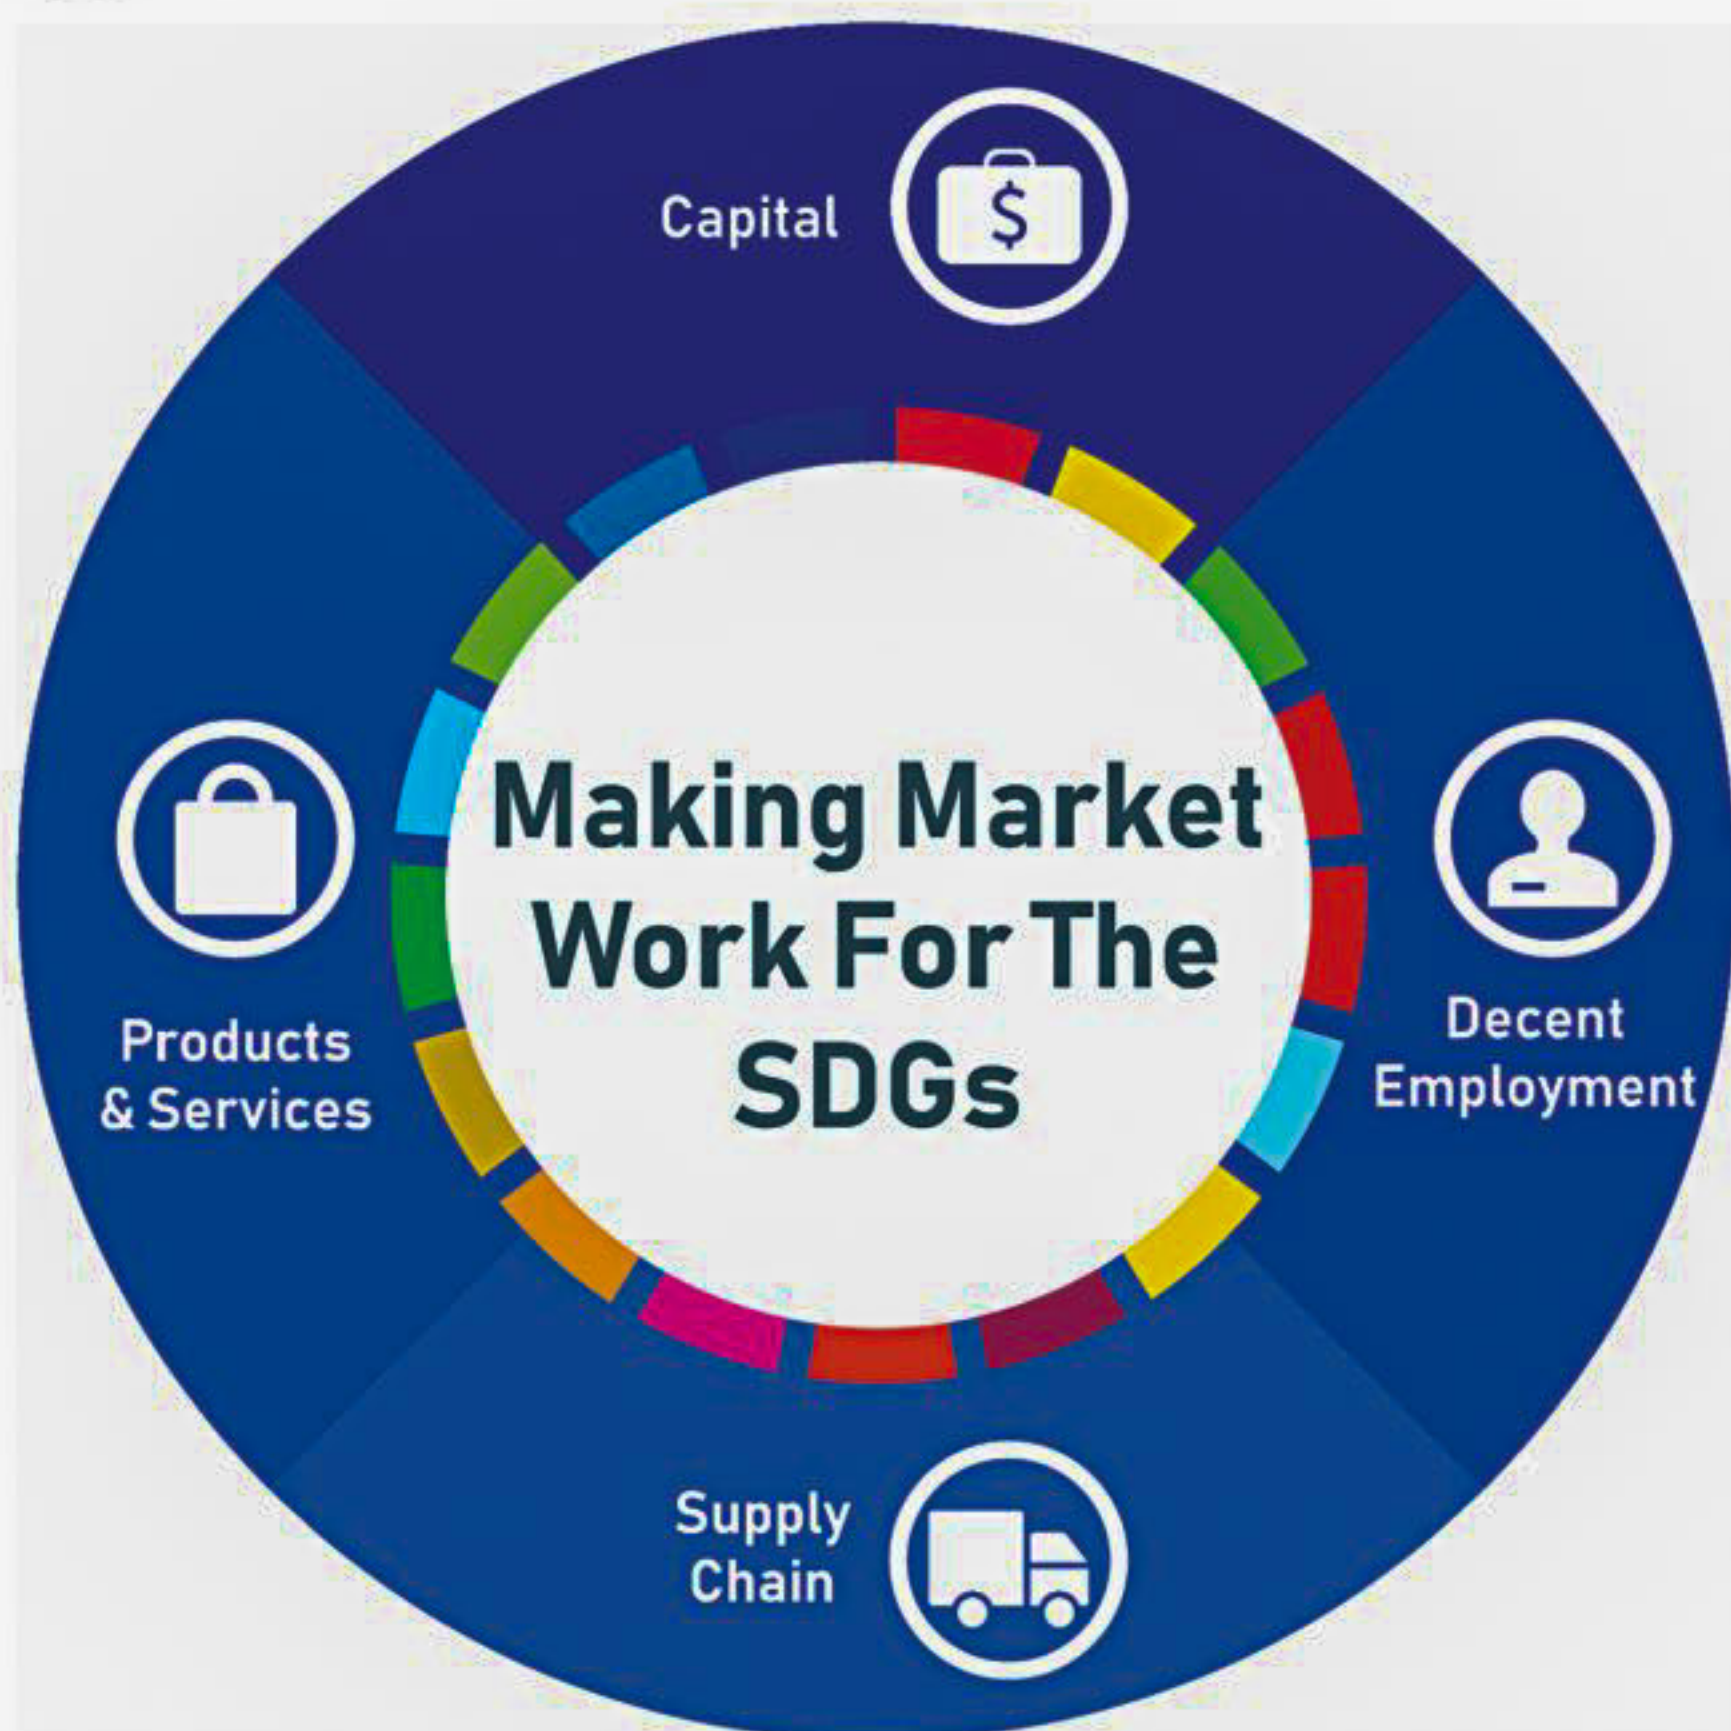 Capital
$
Making Market
Work For The
SDGs
Products
& Services
Decent
Employment
Supply
Chain